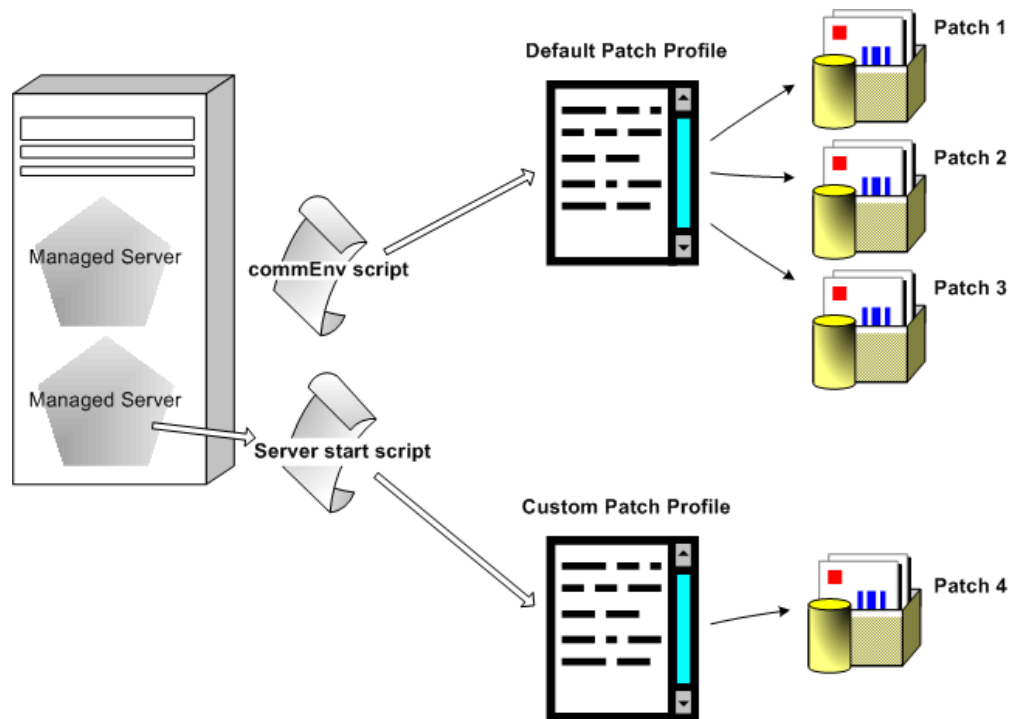 Default Patch Profile
Patch 1
Patch 2
Patch 3
Managed Server
commEnv script
Managed Server
Server start script
Custom Patch Profile
Patch 4